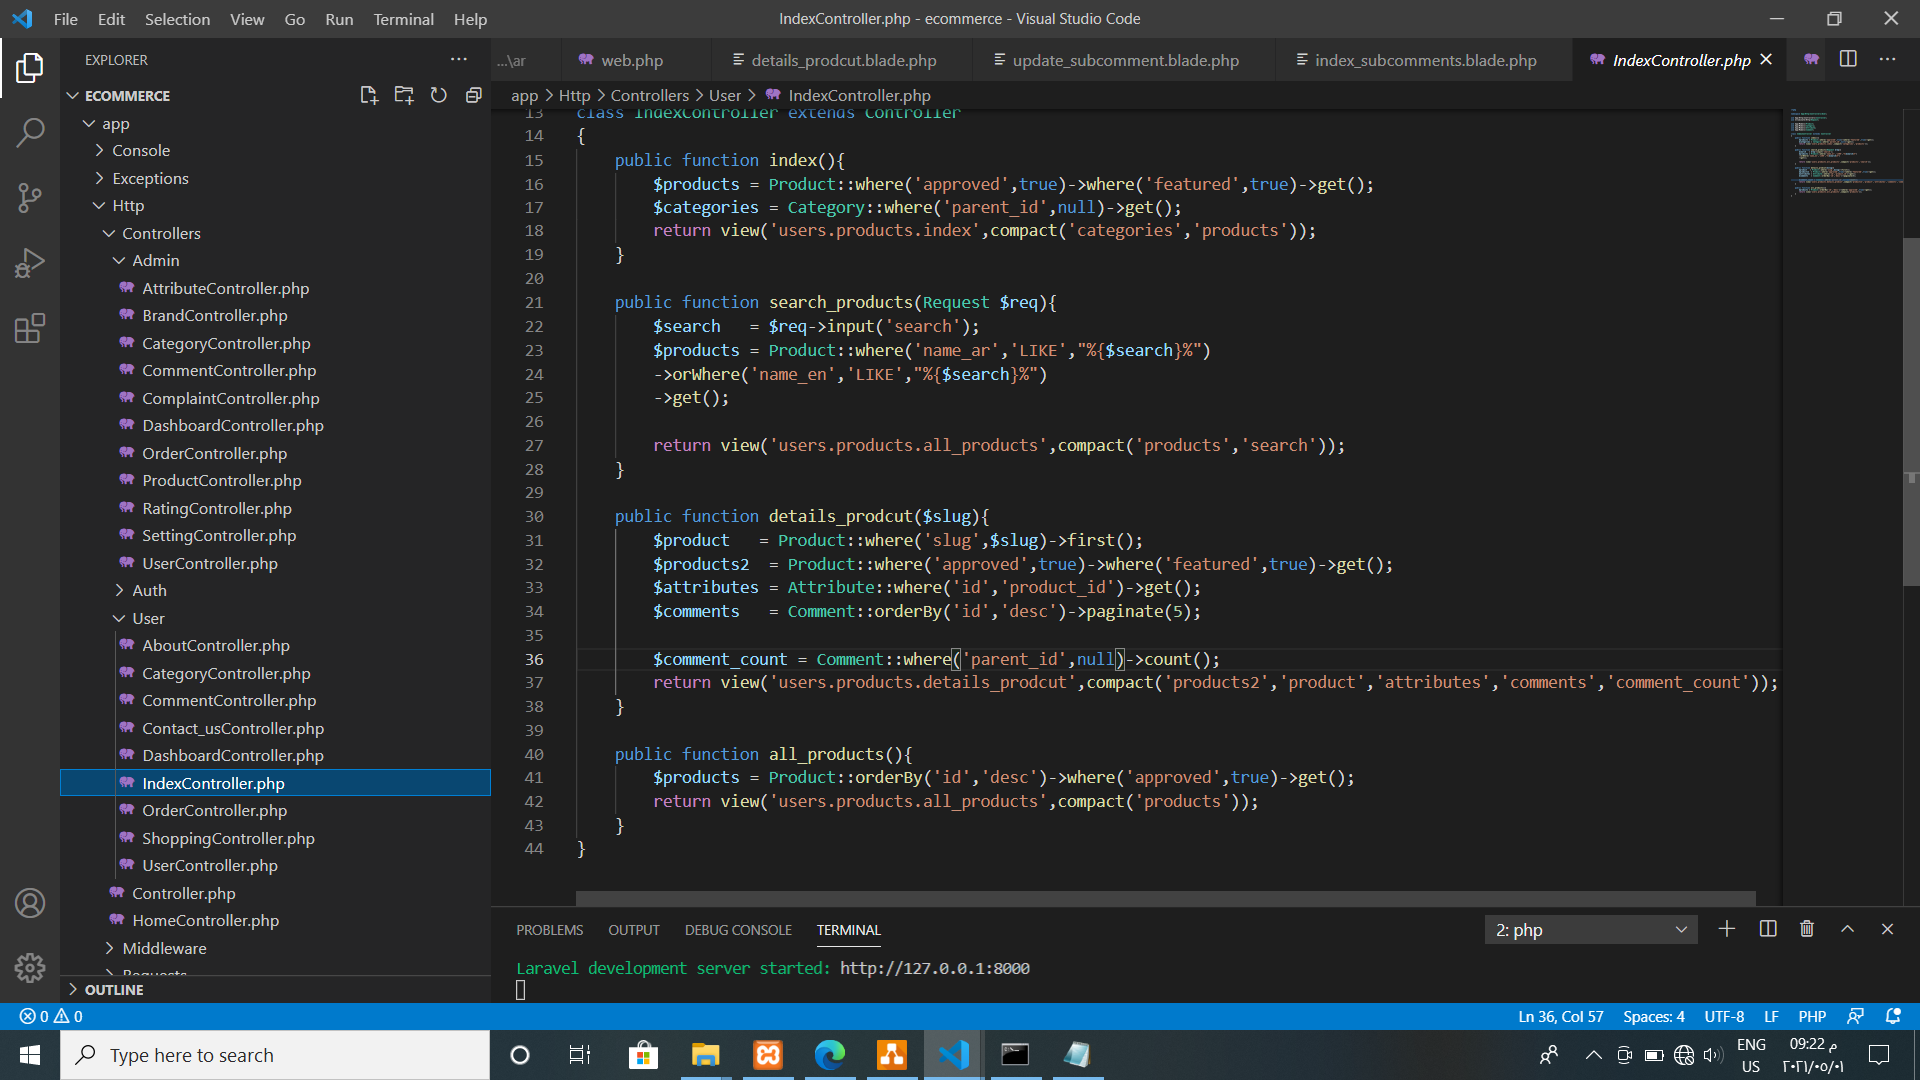 File Edit Selection View Go Run Terminal Help
IndexController.php - ecommerce - Visual Studio Code
EXPLORER
...\ar
web.php
details_prodcut.blade.php
update_subcomment.blade.php
index_subcomments.blade.php
IndexController.php
ECOMMERCE
app
Console
Exceptions
Http
Controllers
Admin
AttributeController.php
BrandController.php
CategoryController.php
CommentController.php
ComplaintController.php
DashboardController.php
OrderController.php
ProductController.php
RatingController.php
SettingController.php
UserController.php
Auth
User
AboutController.php
CategoryController.php
CommentController.php
Contact_usController.php
DashboardController.php
IndexController.php
OrderController.php
ShoppingController.php
UserController.php
Controller.php
HomeController.php
Middleware
Requests
OUTLINE
app > Http > Controllers > User > IndexController.php
13 class IndexController extends Controller
14 {
15     public function index(){
16         $products = Product::where('approved',true)->where('featured',true)->get();
17         $categories = Category::where('parent_id',null)->get();
18         return view('users.products.index',compact('categories','products'));
19     }
20
21     public function search_products(Request $req){
22         $search   = $req->input('search');
23         $products = Product::where('name_ar','LIKE',"%{$search}%")
24         ->orWhere('name_en','LIKE',"%{$search}%")
25         ->get();
26
27         return view('users.products.all_products',compact('products','search'));
28     }
29
30     public function details_prodcut($slug){
31         $product   = Product::where('slug',$slug)->first();
32         $products2  = Product::where('approved',true)->where('featured',true)->get();
33         $attributes = Attribute::where('id','product_id')->get();
34         $comments   = Comment::orderBy('id','desc')->paginate(5);
35
36         $comment_count = Comment::where('parent_id',null)->count();
37         return view('users.products.details_prodcut',compact('products2','product','attributes','comments','comment_count'));
38     }
39
40     public function all_products(){
41         $products = Product::orderBy('id','desc')->where('approved',true)->get();
42         return view('users.products.all_products',compact('products'));
43     }
44 }
PROBLEMS OUTPUT DEBUG CONSOLE TERMINAL
2: php
Laravel development server started: http://127.0.0.1:8000
0 0
Ln 36, Col 57 Spaces: 4 UTF-8 LF PHP
Type here to search
ENG
US
09:22 م
٢٠٢١/٠٥/٠١